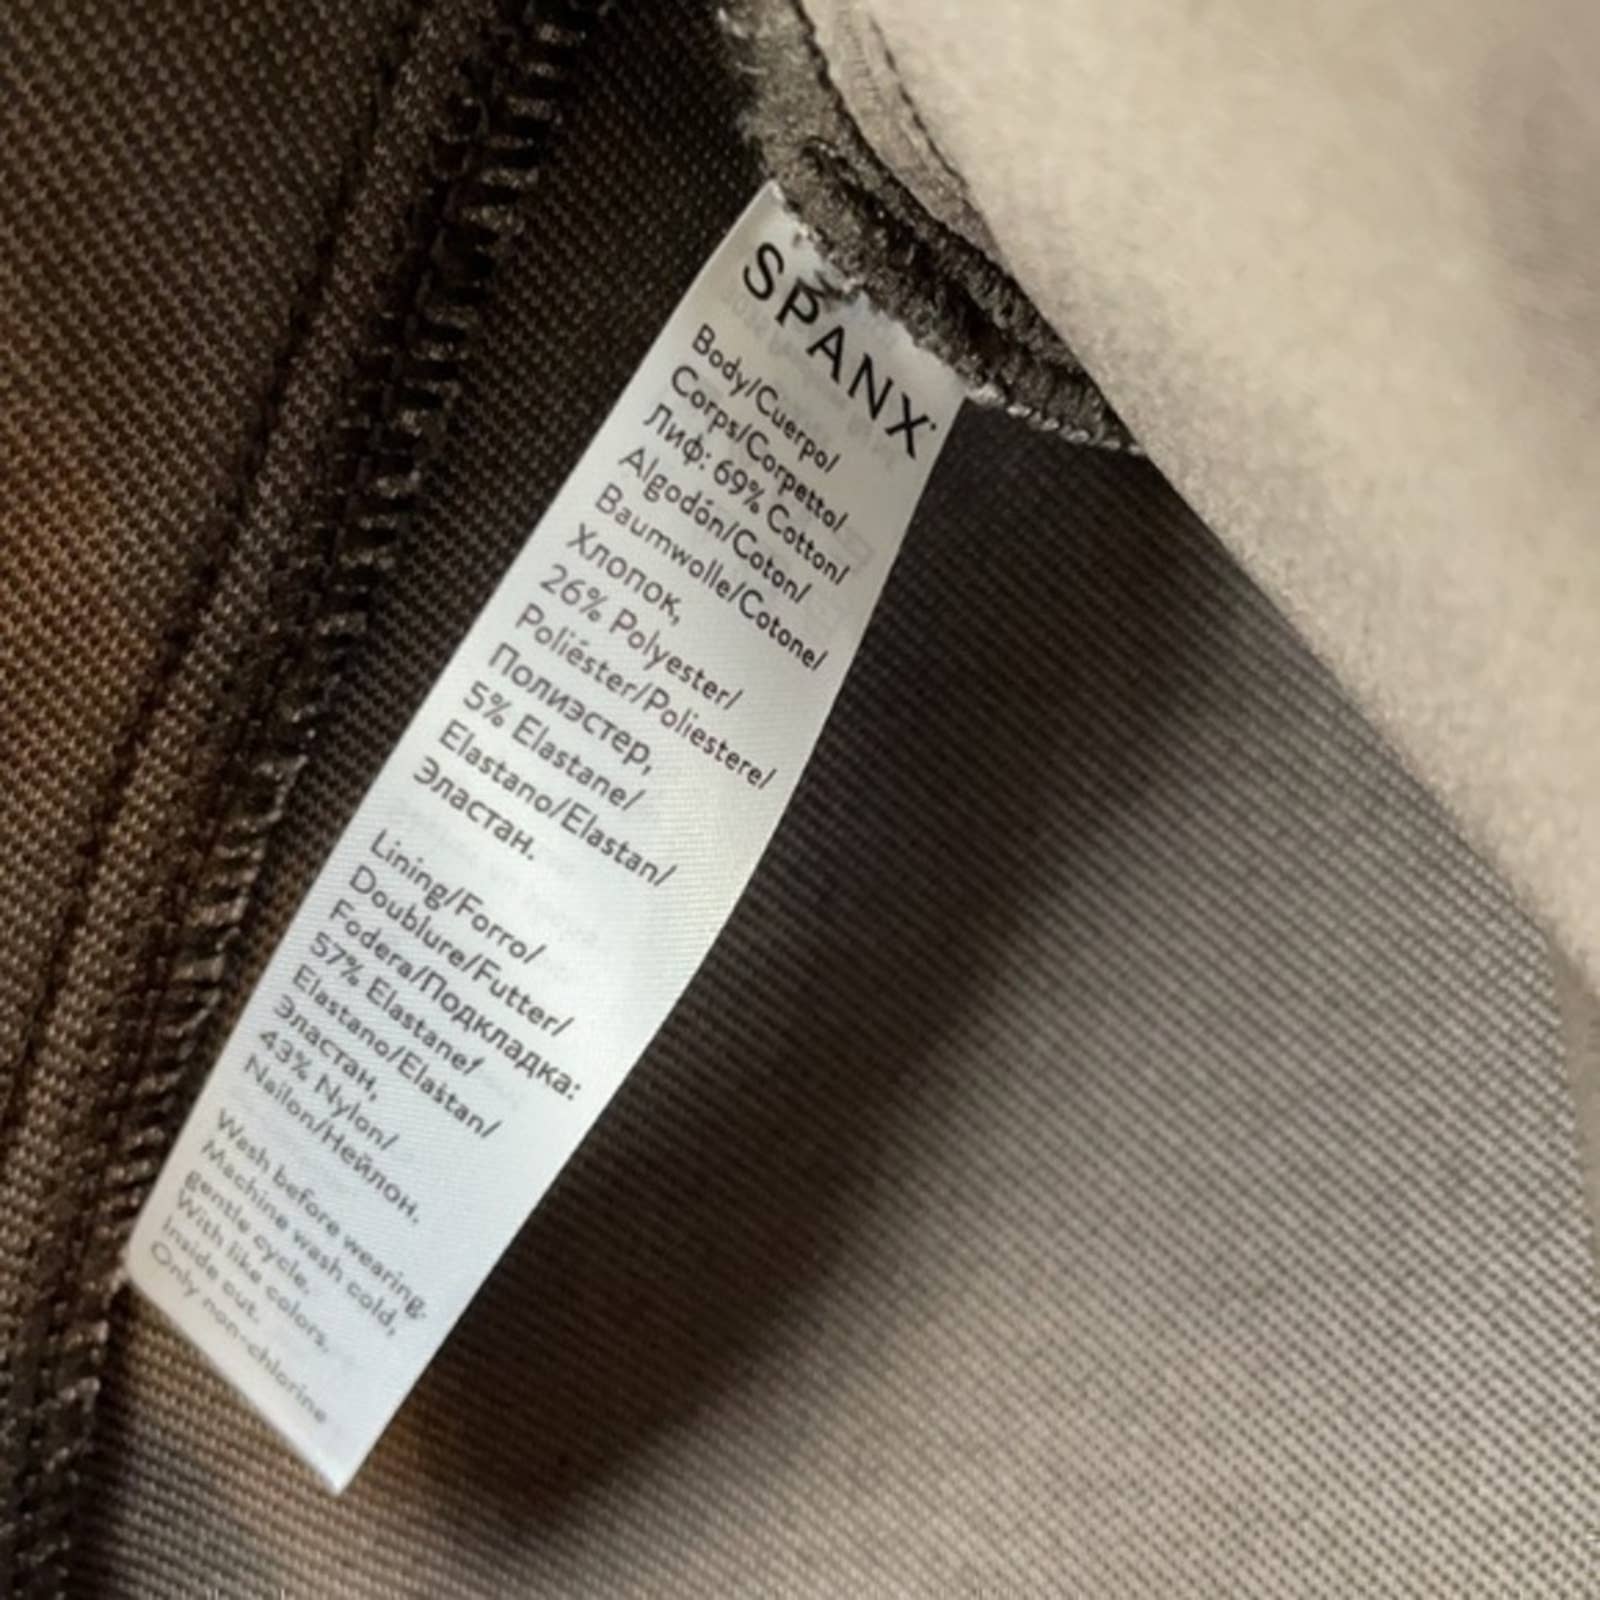 SPANX
Body/Cuerpo/
Corps/Corpetto/
Лиф: 69% Cotton/
Algodón/Coton/
Baumwolle/Cotone/
Хлопок,
26% Polyester/
Poliéster/Poliestere/
Полиэстер,
5% Elastane/
Elastano/Elastan/
Эластан.
Lining/Forro/
Doublure/Futter/
Fodera/Подкладка:
57% Elastane/
Elastano/Elastan/
Эластан,
43% Nylon/
Nailon/Нейлон.
Wash before wearing.
Machine wash cold,
gentle cycle.
With like colors.
Inside out.
Only non-chlorine